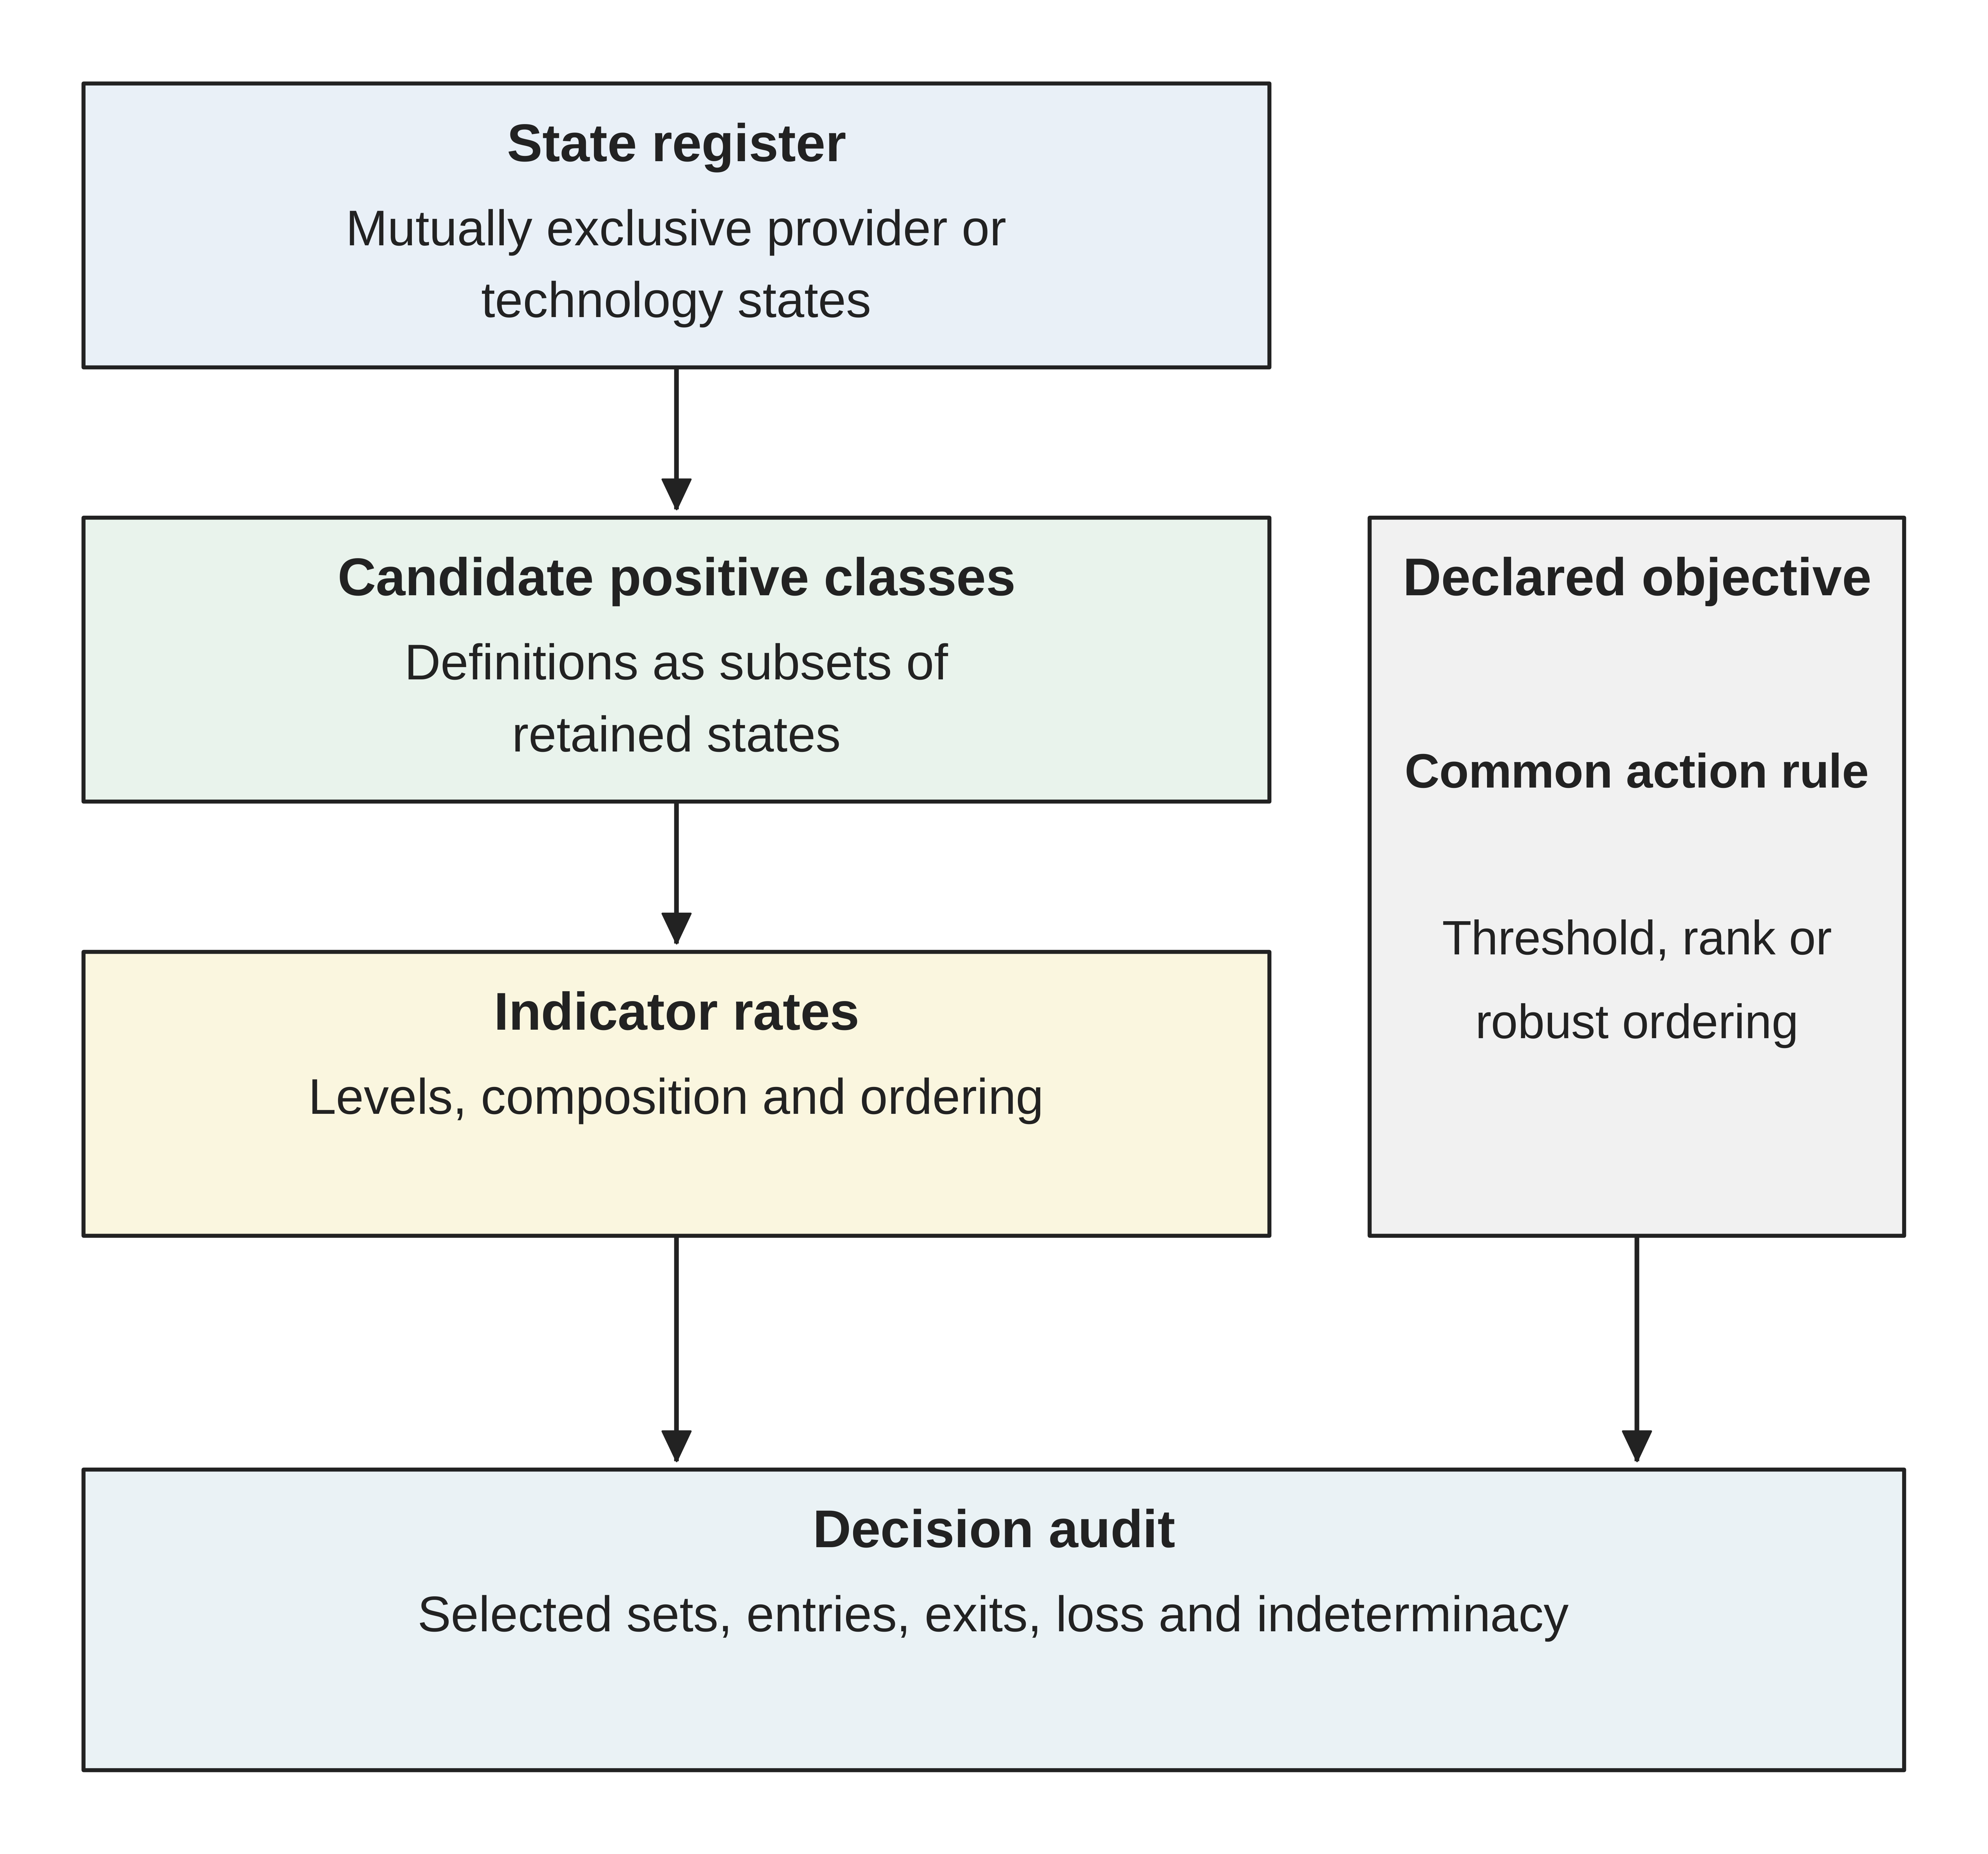 State register
Mutually exclusive provider or
technology states
Candidate positive classes
Definitions as subsets of
retained states
Indicator rates
Levels, composition and ordering
Declared objective
Common action rule
Threshold, rank or
robust ordering
Decision audit
Selected sets, entries, exits, loss and indeterminacy